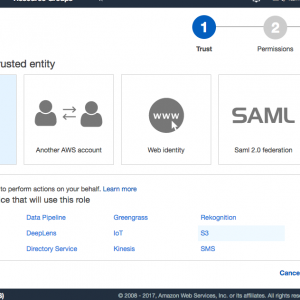 Resource Groups
1
2
Trust
Permissions
rusted entity
WWW
SAML
Another AWS account
Web identity
Saml 2.0 federation
to perform actions on your behalf. Learn more
ice that will use this role
Data Pipeline Greengrass Rekognition
DeepLens IoT S3
Directory Service Kinesis SMS
Cance
S)
© 2008 - 2017, Amazon Web Services, Inc. or its affiliates. All rights